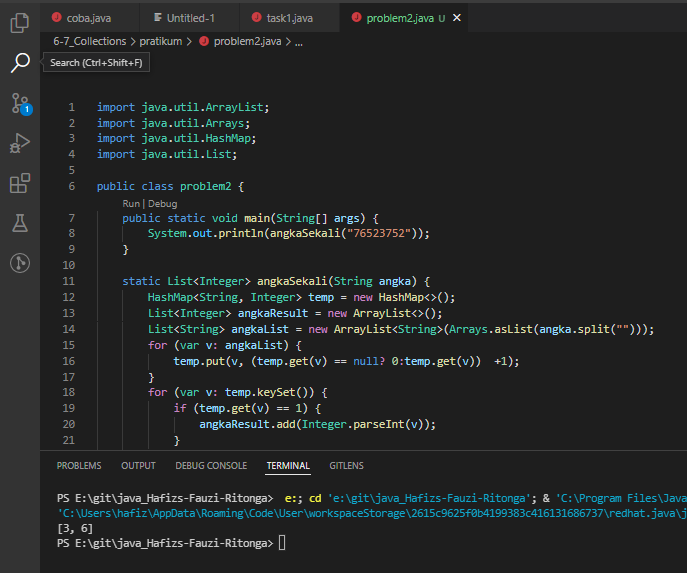 coba.java Untitled-1 task1.java problem2.java U
6-7_Collections > pratikum > problem2.java > ...
Search (Ctrl+Shift+F)
1
1 import java.util.ArrayList;
2 import java.util.Arrays;
3 import java.util.HashMap;
4 import java.util.List;
5
6 public class problem2 {
Run | Debug
7 public static void main(String[] args) {
8 System.out.println(angkaSekali("76523752"));
9 }
10
11 static List<Integer> angkaSekali(String angka) {
12 HashMap<String, Integer> temp = new HashMap<>();
13 List<Integer> angkaResult = new ArrayList<>();
14 List<String> angkaList = new ArrayList<String>(Arrays.asList(angka.split("")));
15 for (var v: angkaList) {
16 temp.put(v, (temp.get(v) == null? 0:temp.get(v))  +1);
17 }
18 for (var v: temp.keySet()) {
19 if (temp.get(v) == 1) {
20 angkaResult.add(Integer.parseInt(v));
21 }
PROBLEMS OUTPUT DEBUG CONSOLE TERMINAL GITLENS
PS E:\git\java_Hafizs-Fauzi-Ritonga>  e:; cd 'e:\git\java_Hafizs-Fauzi-Ritonga'; & 'C:\Program Files\Java
'C:\Users\hafiz\AppData\Roaming\Code\User\workspaceStorage\2615c9625f0b4199383c416131686737\redhat.java\j
[3, 6]
PS E:\git\java_Hafizs-Fauzi-Ritonga>